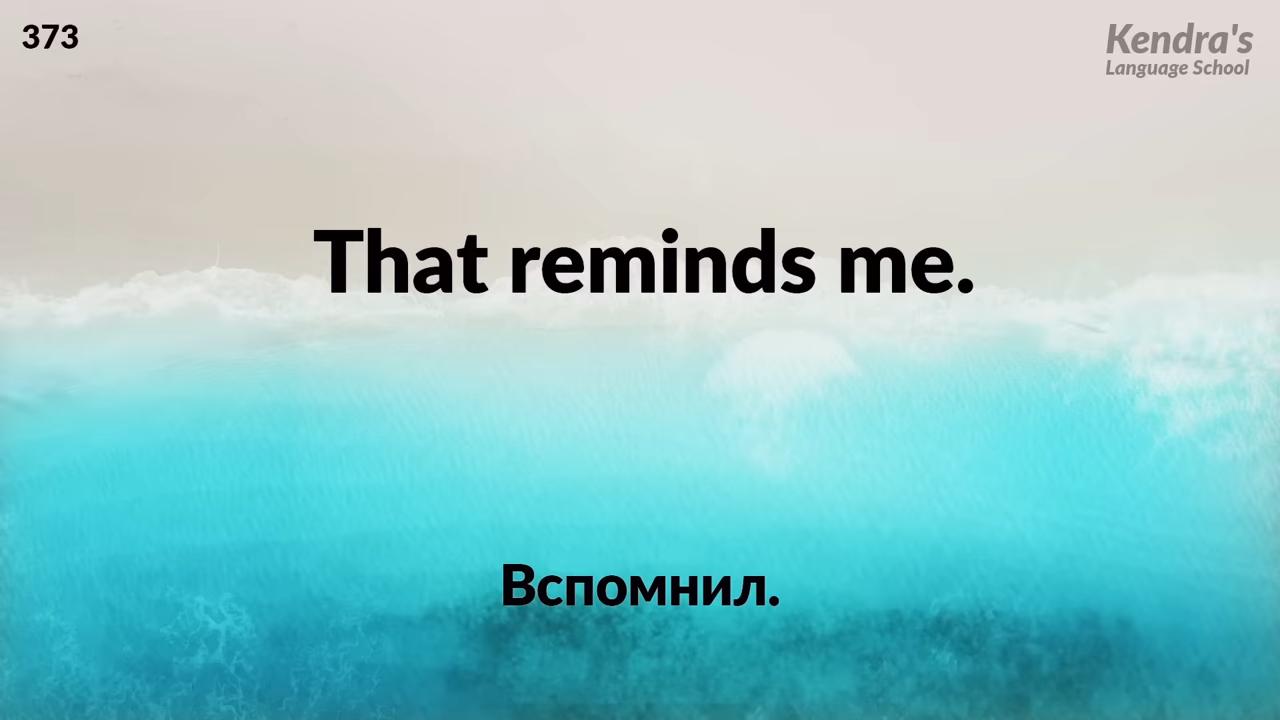 373
Kendra's
Language School
That reminds me.
Вспомнил.